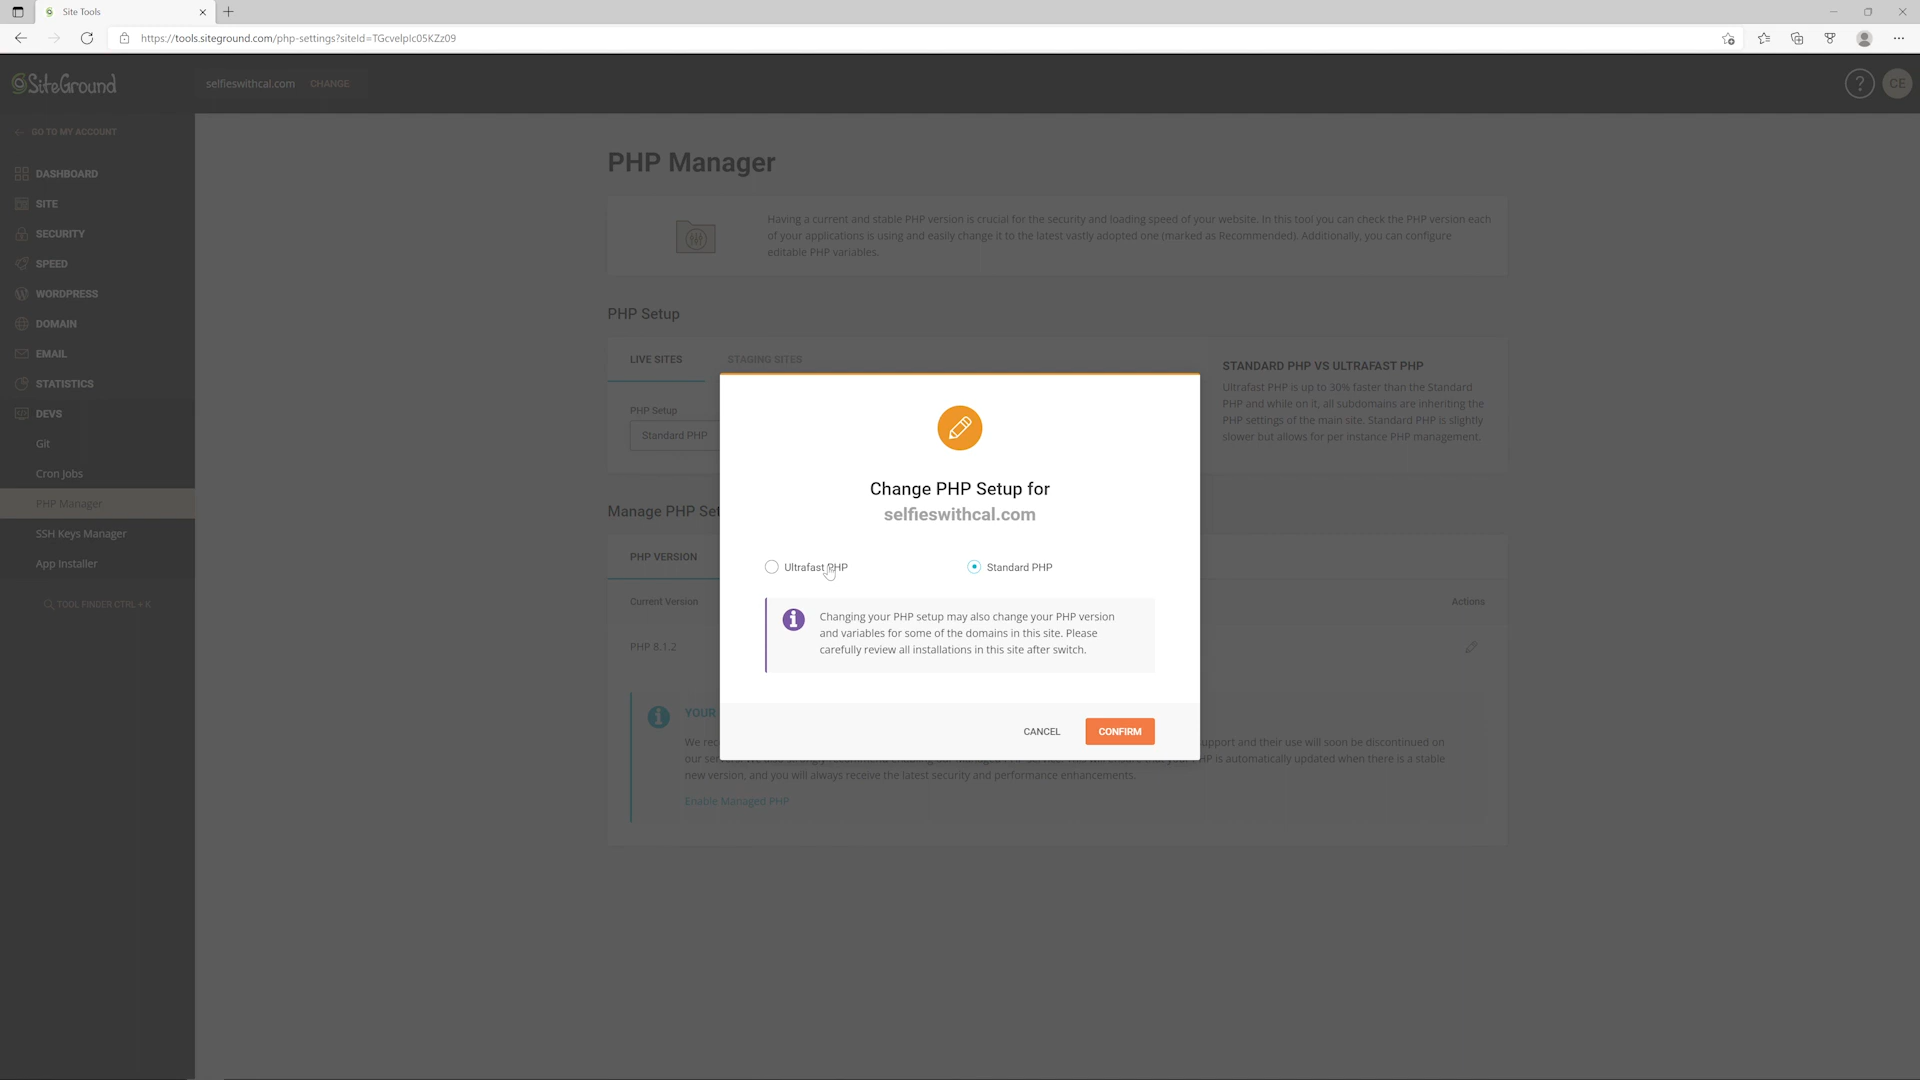 Site Tools
https://tools.siteground.com/php-settings?siteId=TGcvelplc05KZz09
SiteGround
selfieswithcal.com CHANGE
? CE
GO TO MY ACCOUNT
DASHBOARD
SITE
SECURITY
SPEED
WORDPRESS
DOMAIN
EMAIL
STATISTICS
DEVS
Git
Cron Jobs
PHP Manager
SSH Keys Manager
App Installer
TOOL FINDER CTRL + K
PHP Manager
Having a current and stable PHP version is crucial for the security and loading speed of your website. In this tool you can check the PHP version each
of your applications is using and easily change it to the latest vastly adopted one (marked as Recommended). Additionally, you can configure
editable PHP variables.
PHP Setup
LIVE SITES STAGING SITES
PHP Setup
Standard PHP
STANDARD PHP VS ULTRAFAST PHP
Ultrafast PHP is up to 30% faster than the Standard
PHP and while on it, all subdomains are inheriting the
PHP settings of the main site. Standard PHP is slightly
slower but allows for per instance PHP management.
Manage PHP Set
PHP VERSION
Current Version Actions
PHP 8.1.2
YOUR
We rec
upport and their use will soon be discontinued on
our
HP is automatically updated when there is a stable
new version, and you will always receive the latest security and performance enhancements.
Enable Managed PHP
Change PHP Setup for
selfieswithcal.com
Ultrafast PHP Standard PHP
Changing your PHP setup may also change your PHP version
and variables for some of the domains in this site. Please
carefully review all installations in this site after switch.
CANCEL CONFIRM